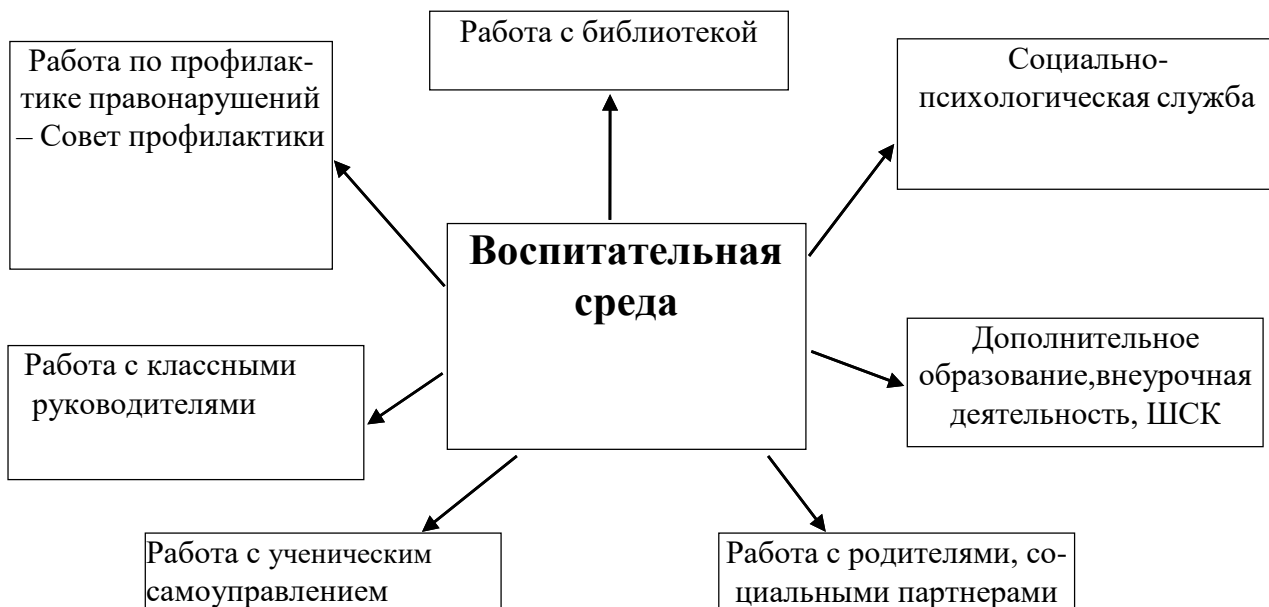 Работа с библиотекой
Работа по профилак-
тике правонарушений
– Совет профилактики
Социально-
психологическая служба
Воспитательная
среда
Работа с классными
руководителями
Дополнительное
образование,внеурочная
деятельность, ШСК
Работа с ученическим
самоуправлением
Работа с родителями, со-
циальными партнерами